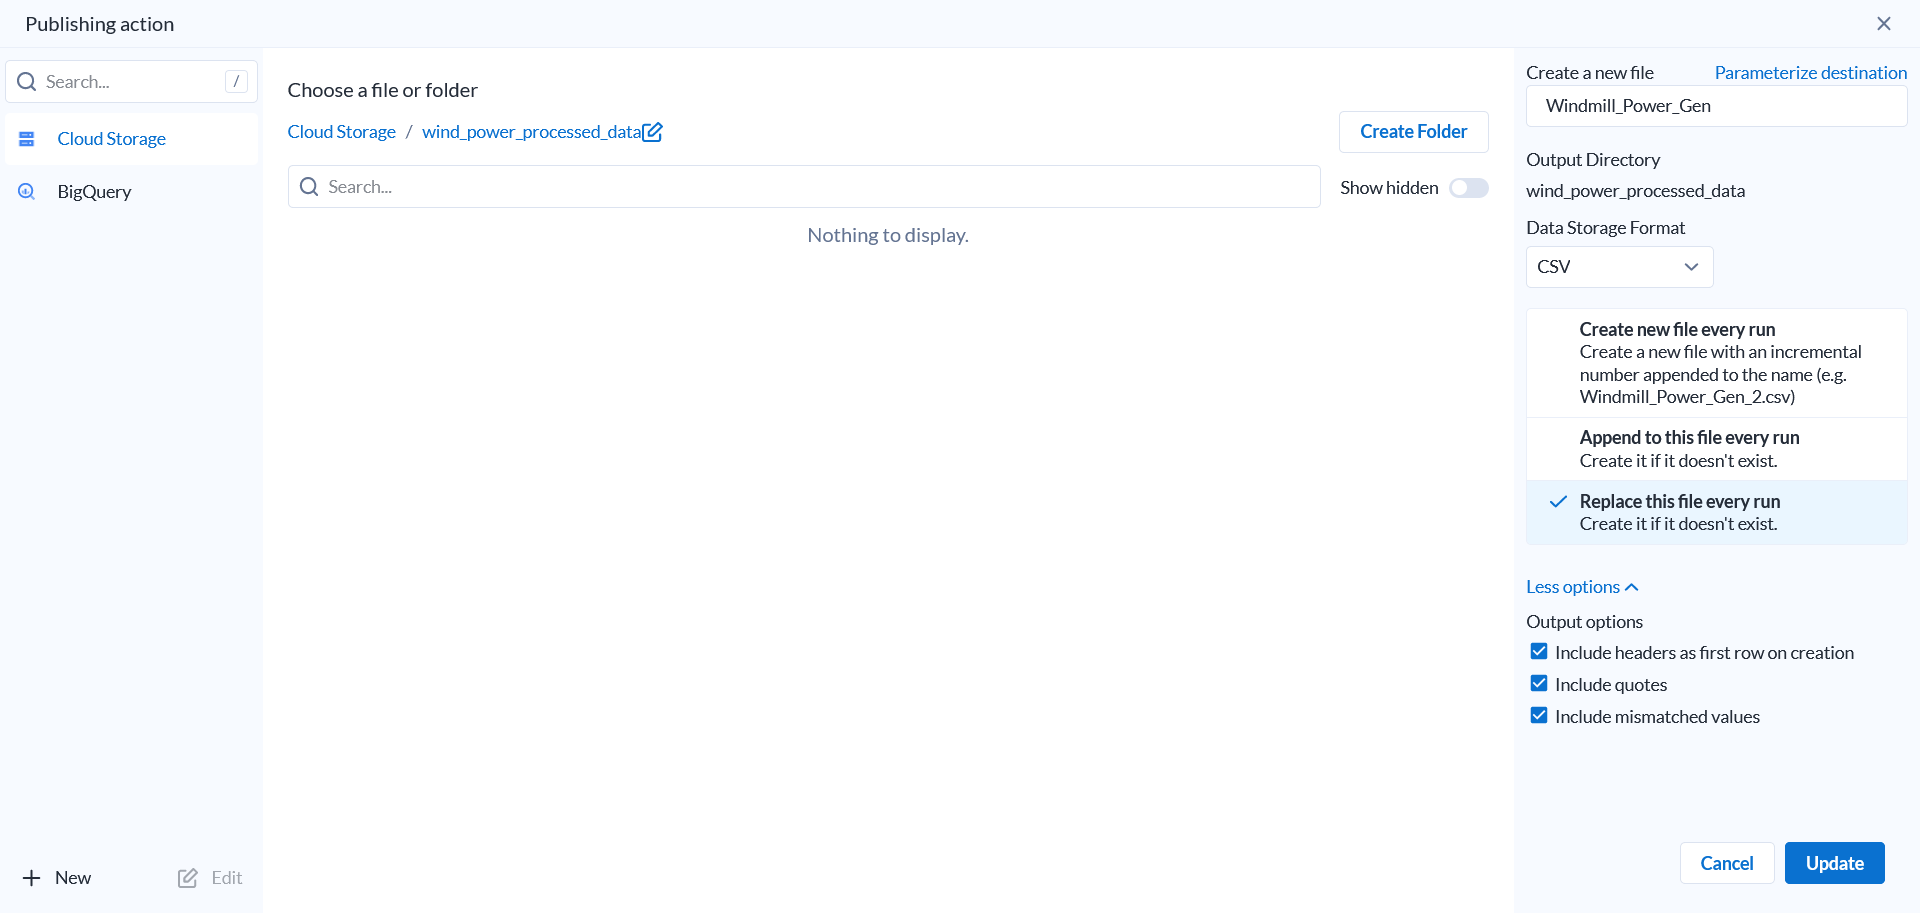 Publishing action
Search... /
Cloud Storage
BigQuery
New
Edit
Choose a file or folder
Cloud Storage / wind_power_processed_data
Create Folder
Search...
Show hidden
Nothing to display.
Create a new file
Parameterize destination
Windmill_Power_Gen
Output Directory
wind_power_processed_data
Data Storage Format
CSV
Create new file every run
Create a new file with an incremental
number appended to the name (e.g.
Windmill_Power_Gen_2.csv)
Append to this file every run
Create it if it doesn't exist.
Replace this file every run
Create it if it doesn't exist.
Less options
Output options
Include headers as first row on creation
Include quotes
Include mismatched values
Cancel
Update